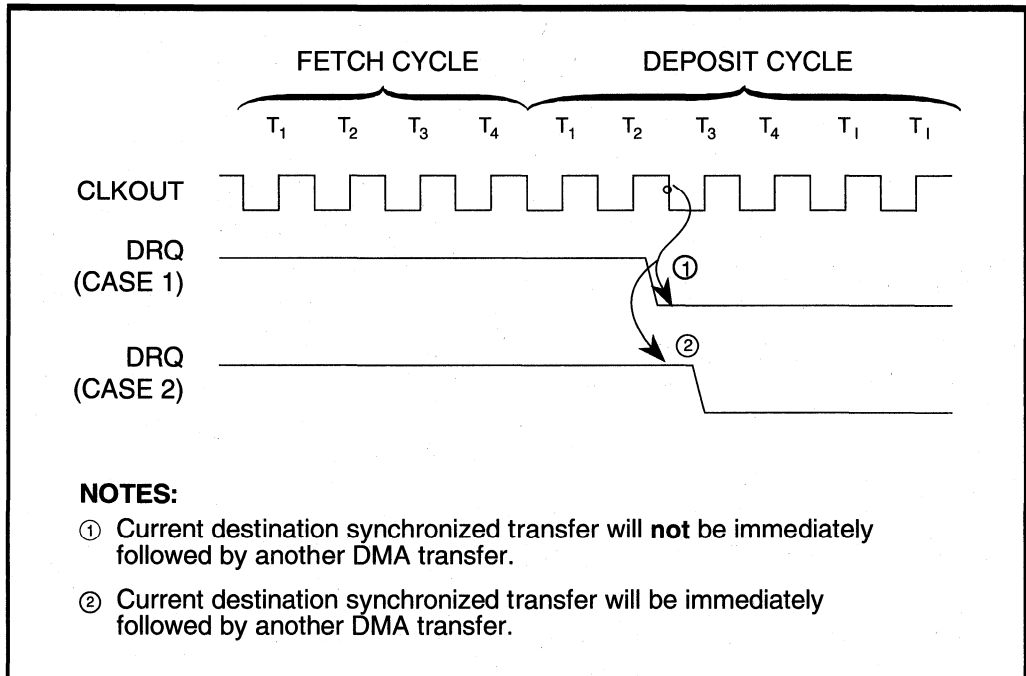 FETCH CYCLE DEPOSIT CYCLE
T1 T2 T3 T4 T1 T2 T3 T4 TI TI
CLKOUT
DRQ
(CASE 1)
①
DRQ
(CASE 2)
②
NOTES:
① Current destination synchronized transfer will not be immediately
followed by another DMA transfer.
② Current destination synchronized transfer will be immediately
followed by another DMA transfer.